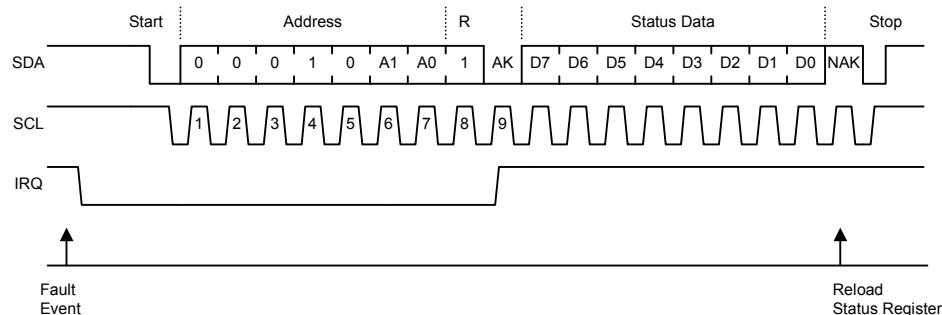 Start Address R Status Data Stop
SDA 0 0 0 1 0 A1 A0 1 AK D7 D6 D5 D4 D3 D2 D1 D0 NAK
SCL 1 2 3 4 5 6 7 8 9
IRQ
Fault
Event
Reload
Status Register